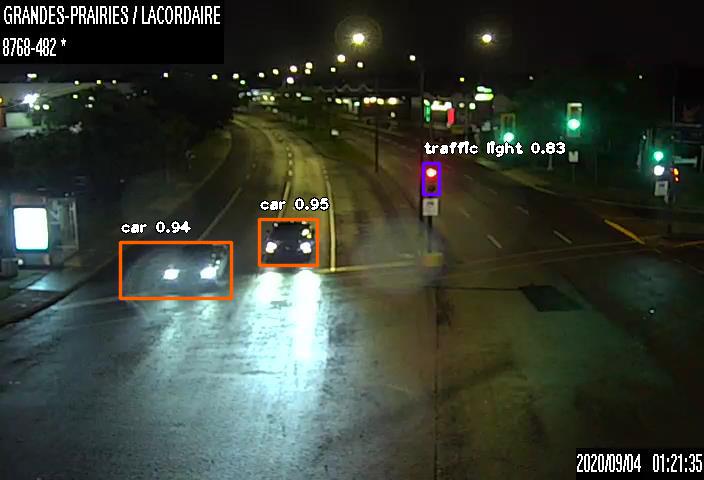 GRANDES-PRAIRIES / LACORDAIRE
8768-482 *
traffic light 0.83
car 0.95
car 0.94
2020/09/04 01:21:35